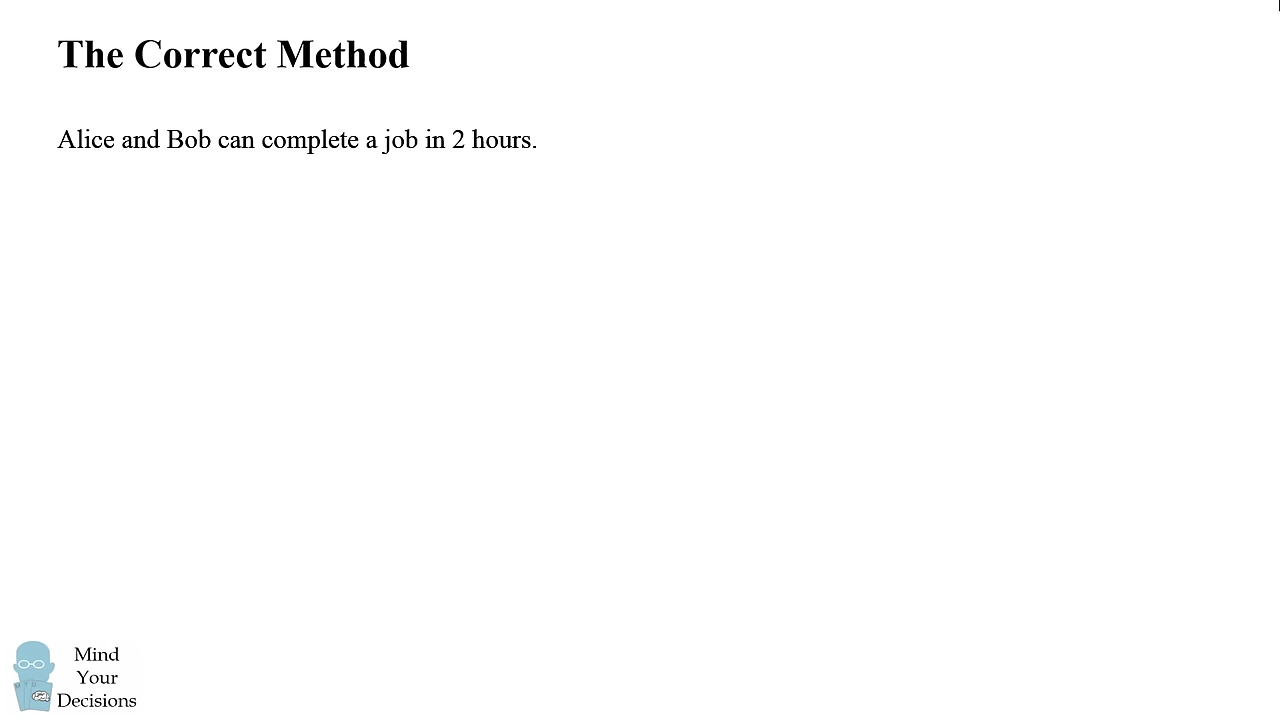 The Correct Method
Alice and Bob can complete a job in 2 hours.
Mind
Your
Decisions